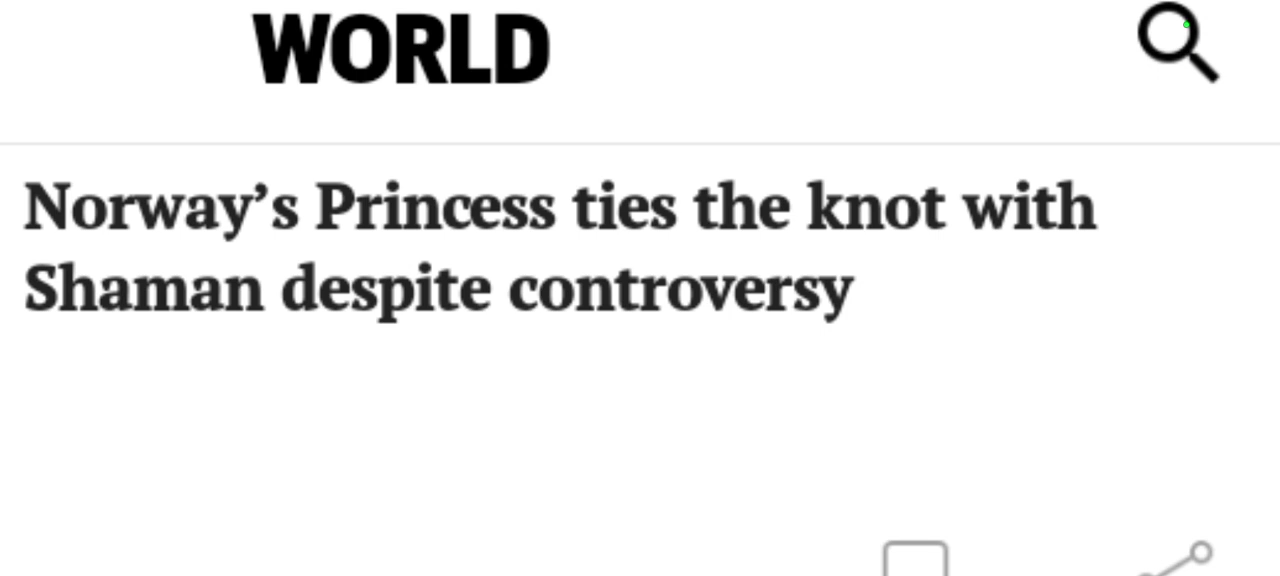 WORLD
Norway’s Princess ties the knot with
Shaman despite controversy